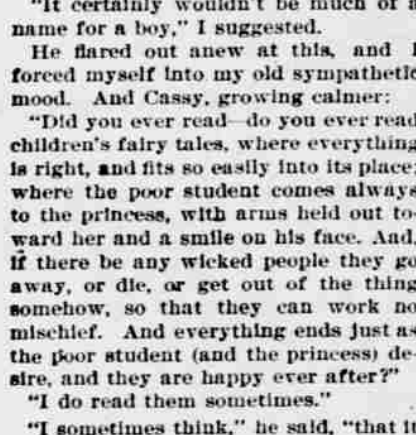 "It certainly wouldn't be much of a
name for a boy," I suggested.
He flared out anew at this, and I
forced myself into my old sympathetic
mood. And Cassy, growing calmer:
"Did you ever read—do you ever read
children's fairy tales, where everything
is right, and fits so easily into its place;
where the poor student comes always
to the princess, with arms held out to-
ward her and a smile on his face. And,
if there be any wicked people they go
away, or die, or get out of the thing
somehow, so that they can work no
mischief. And everything ends just as
the poor student (and the princess) de-
sire, and they are happy ever after?"
"I do read them sometimes."
"I sometimes think," he said, "that if